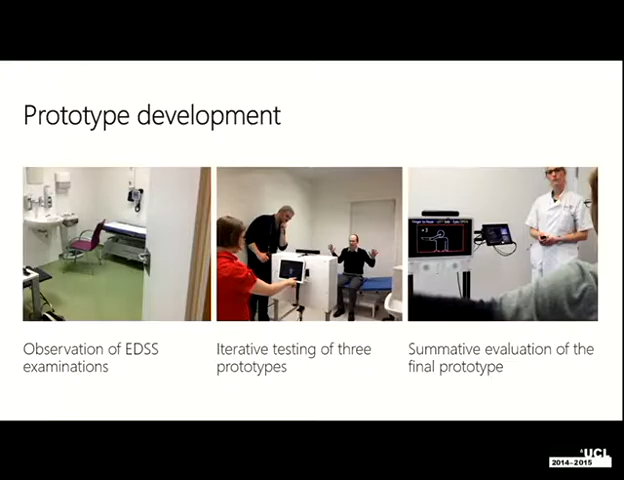 Prototype development
Observation of EDSS
examinations
Iterative testing of three
prototypes
Summative evaluation of the
final prototype
UCL
2014–2015